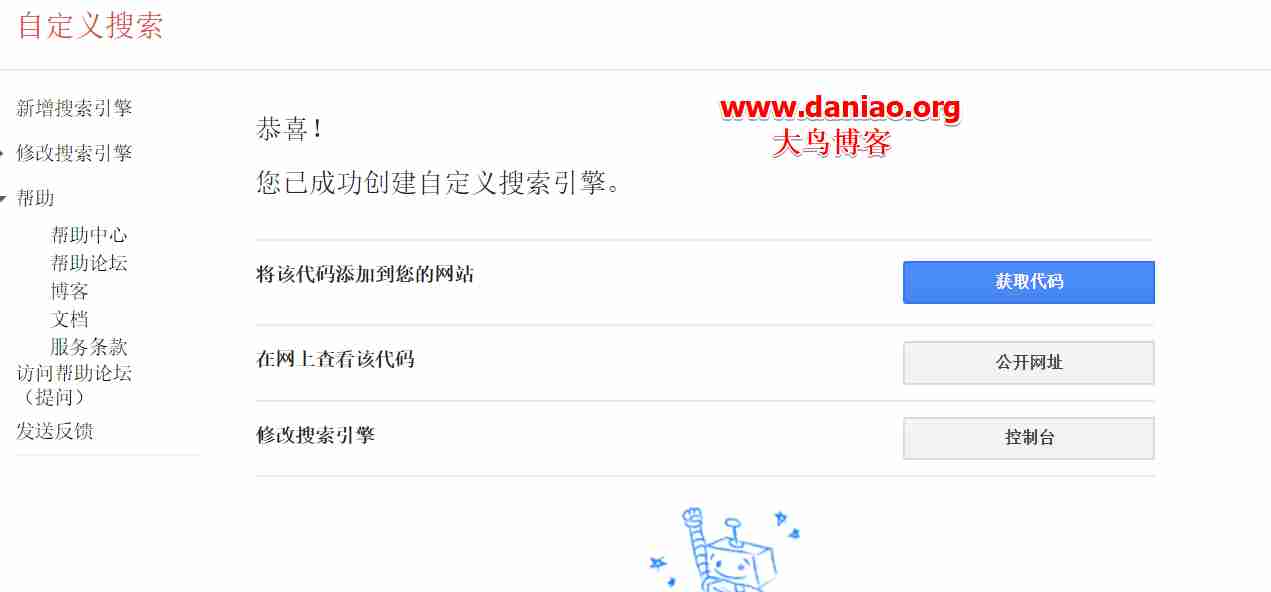 自定义搜索
新增搜索引擎
修改搜索引擎
帮助
帮助中心
帮助论坛
博客
文档
服务条款
访问帮助论坛
（提问）
发送反馈
www.daniao.org
大鸟博客
恭喜！
您已成功创建自定义搜索引擎。
将该代码添加到您的网站
获取代码
在网上查看该代码
公开网址
修改搜索引擎
控制台